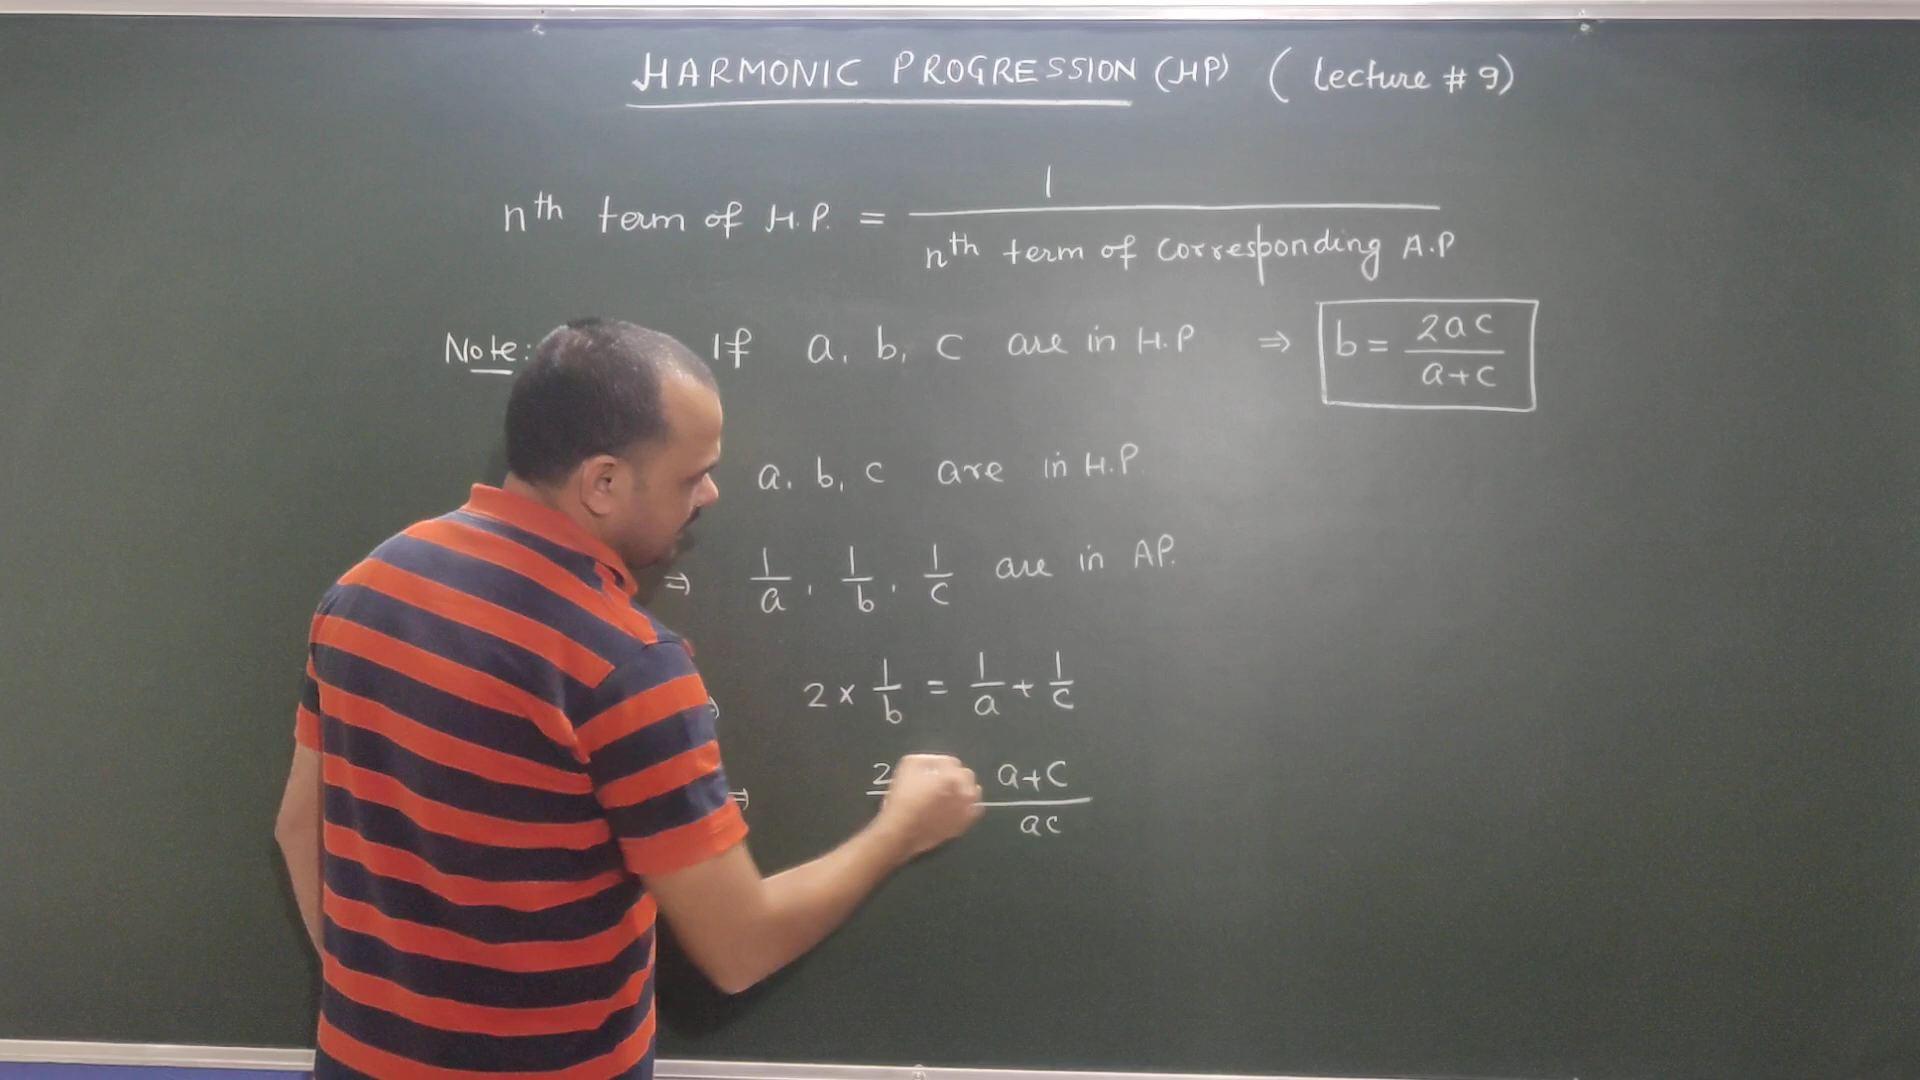 HARMONIC PROGRESSION (HP) ( Lecture # 9)
nth term of H.P. = 1 / nth term of corresponding A.P
Note: If a, b, c are in H.P ⇒ b = 2ac / a+c
a, b, c are in H.P.
⇒ 1/a, 1/b, 1/c are in AP.
2 × 1/b = 1/a + 1/c
⇒ 2 a+c / ac